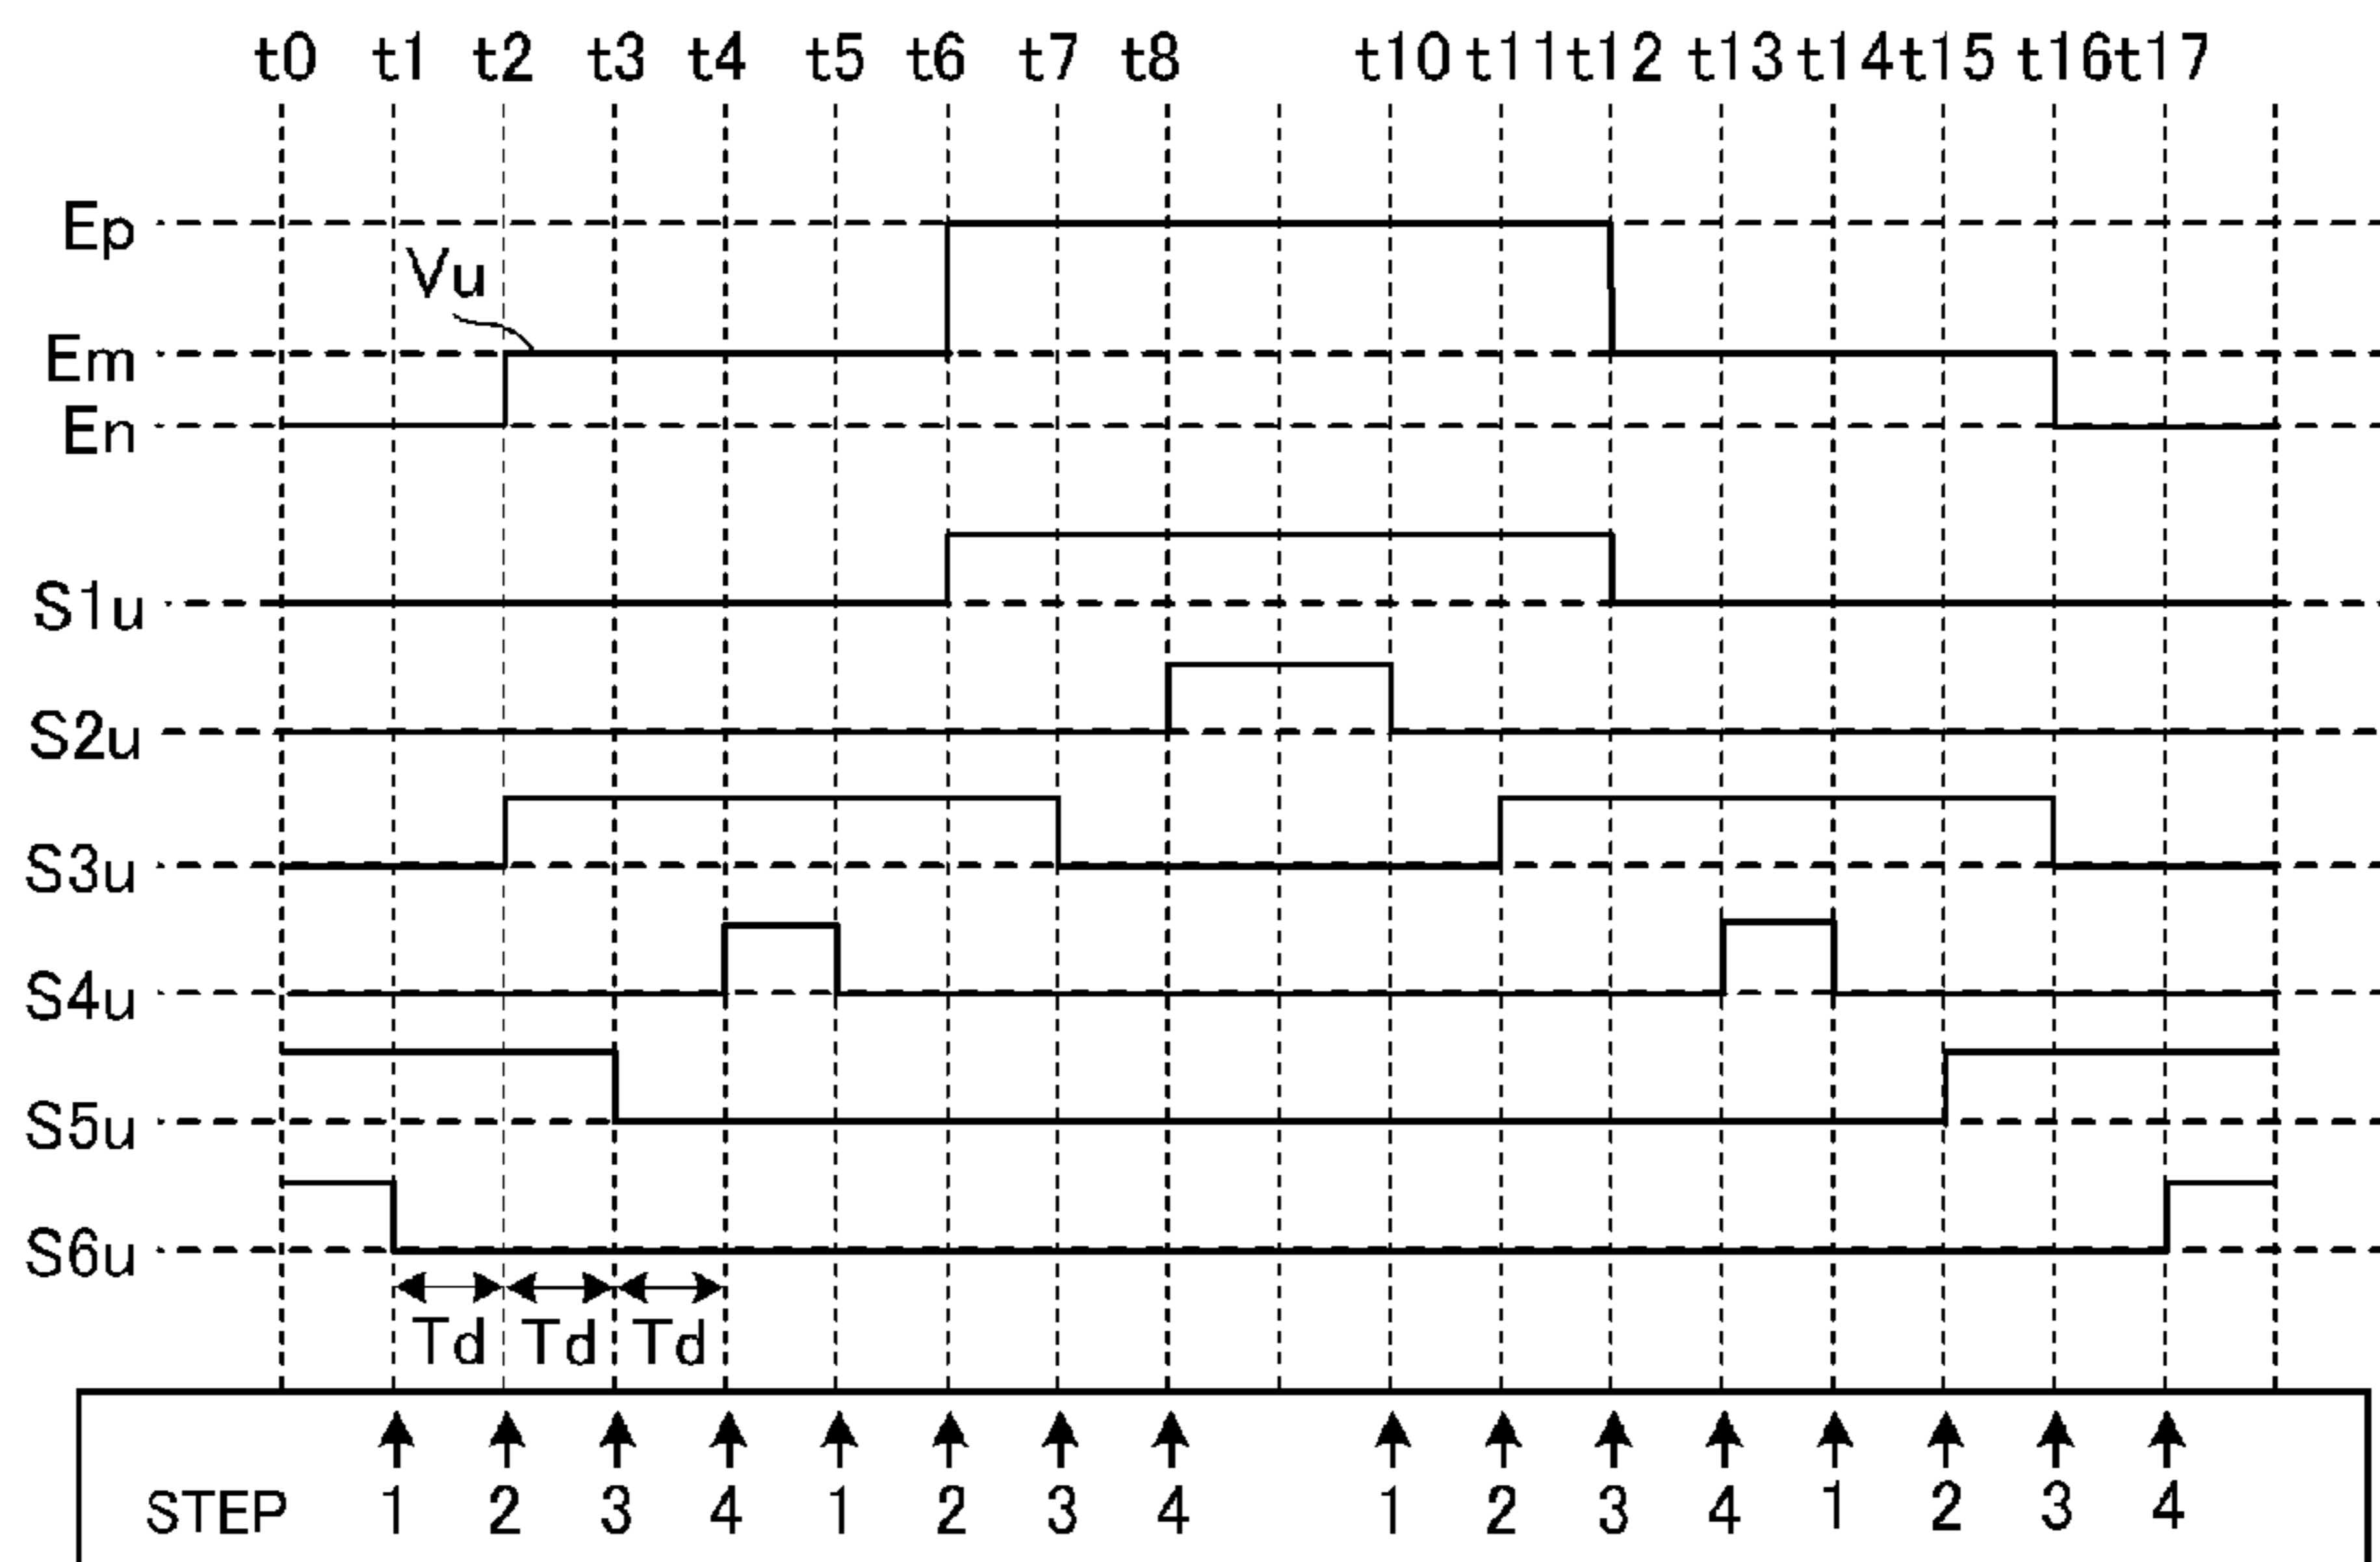 t0 t1 t2 t3 t4 t5 t6 t7 t8 t10 t11 t12 t13 t14 t15 t16 t17
Ep
Vu
Em
En
S1u
S2u
S3u
S4u
S5u
S6u
Td Td Td
STEP 1 2 3 4 1 2 3 4 1 2 3 4 1 2 3 4